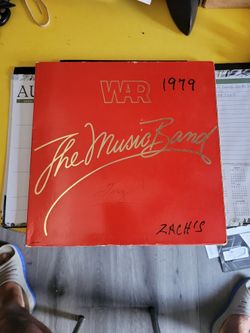 WAR 1979
The Music Band
ZACH'S